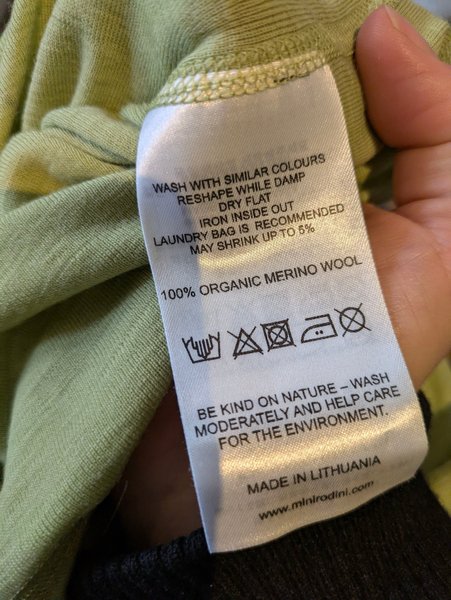 WASH WITH SIMILAR COLOURS
RESHAPE WHILE DAMP
DRY FLAT
IRON INSIDE OUT
LAUNDRY BAG IS RECOMMENDED
MAY SHRINK UP TO 5%
100% ORGANIC MERINO WOOL
BE KIND ON NATURE – WASH
MODERATELY AND HELP CARE
FOR THE ENVIRONMENT.
MADE IN LITHUANIA
www.minirodini.com